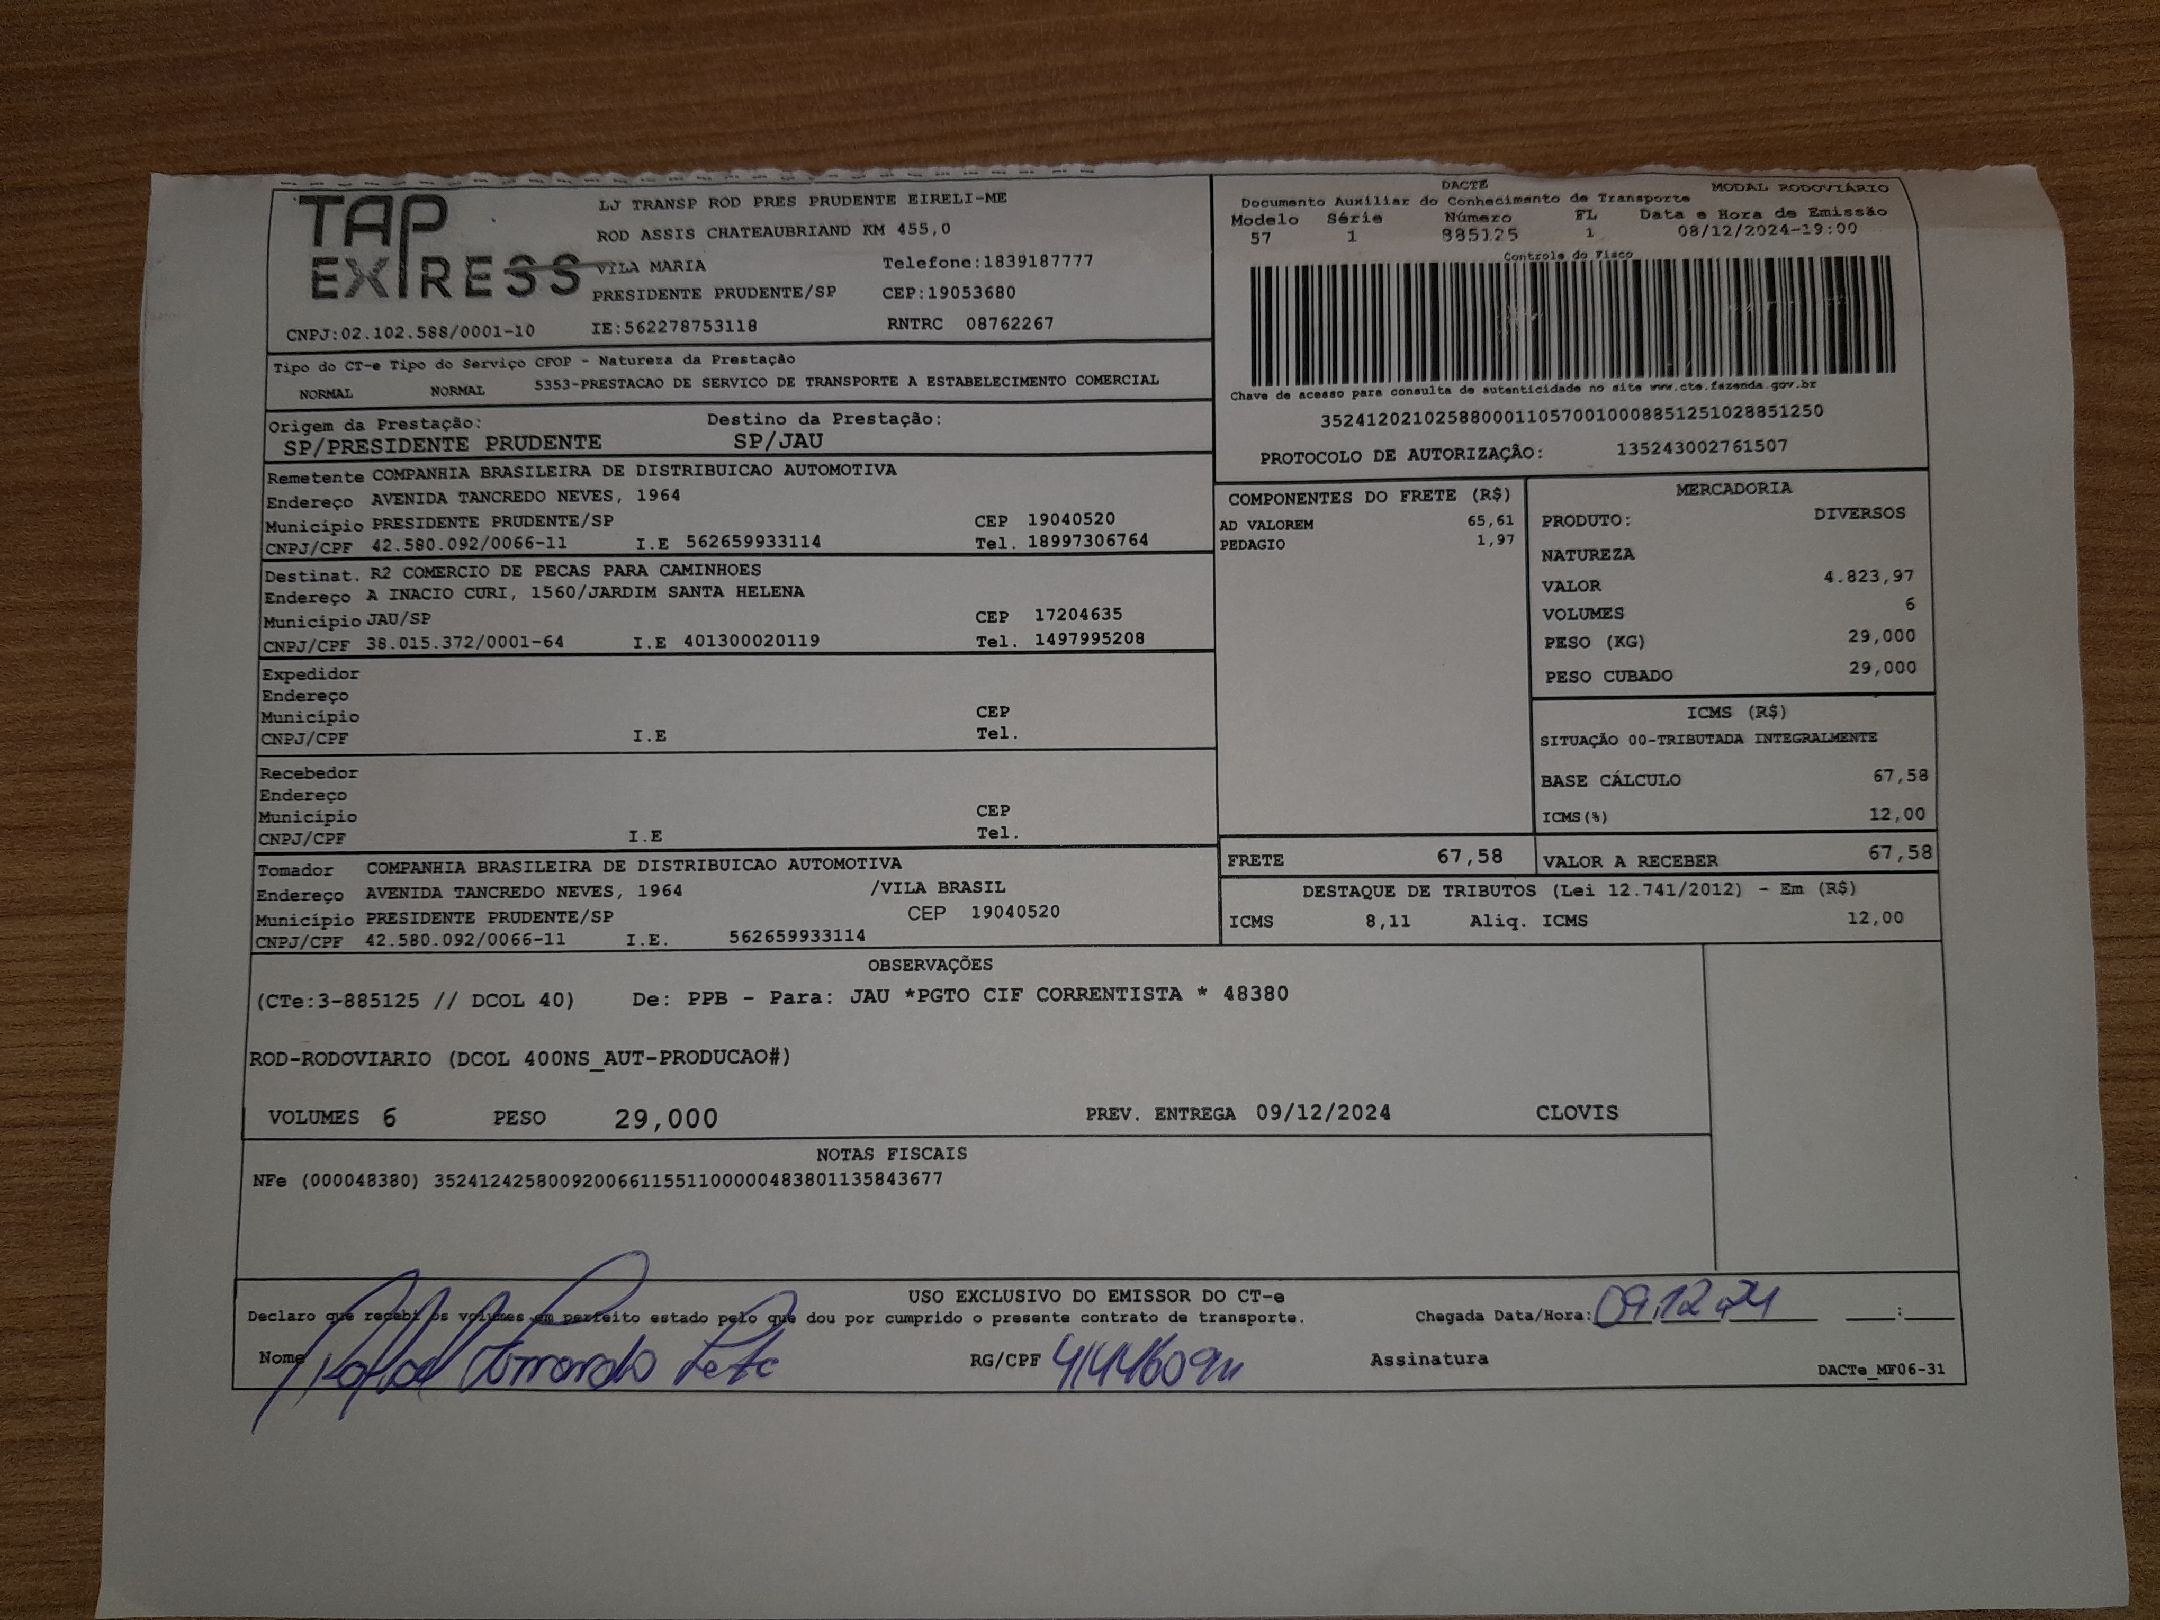 TAP EXPRESS
LJ TRANSP ROD PRES PRUDENTE EIRELI-ME
ROD ASSIS CHATEAUBRIAND KM 455,0
VILA MARIA Telefone:1839187777
PRESIDENTE PRUDENTE/SP CEP:19053680
CNPJ:02.102.588/0001-10 IE:562278753118 RNTRC 08762267
DACTE MODAL RODOVIÁRIO
Documento Auxiliar do Conhecimento de Transporte
Modelo Série Número FL Data e Hora de Emissão
57 1 885125 1 08/12/2024-19:00
Controle do Fisco
Chave de acesso para consulta de autenticidade no site www.cte.fazenda.gov.br
35241202102588000110570010008851251028851250
PROTOCOLO DE AUTORIZAÇÃO: 135243002761507
Tipo do CT-e Tipo do Serviço CFOP - Natureza da Prestação
NORMAL NORMAL 5353-PRESTACAO DE SERVICO DE TRANSPORTE A ESTABELECIMENTO COMERCIAL
Origem da Prestação: Destino da Prestação:
SP/PRESIDENTE PRUDENTE SP/JAU
Remetente COMPANHIA BRASILEIRA DE DISTRIBUICAO AUTOMOTIVA
Endereço AVENIDA TANCREDO NEVES, 1964
Município PRESIDENTE PRUDENTE/SP CEP 19040520
CNPJ/CPF 42.580.092/0066-11 I.E 562659933114 Tel. 18997306764
Destinat. R2 COMERCIO DE PECAS PARA CAMINHOES
Endereço A INACIO CURI, 1560/JARDIM SANTA HELENA
Município JAU/SP CEP 17204635
CNPJ/CPF 38.015.372/0001-64 I.E 401300020119 Tel. 1497995208
Expedidor
Endereço
Município CEP
CNPJ/CPF I.E Tel.
Recebedor
Endereço
Município CEP
CNPJ/CPF I.E Tel.
Tomador COMPANHIA BRASILEIRA DE DISTRIBUICAO AUTOMOTIVA
Endereço AVENIDA TANCREDO NEVES, 1964 /VILA BRASIL
Município PRESIDENTE PRUDENTE/SP CEP 19040520
CNPJ/CPF 42.580.092/0066-11 I.E. 562659933114
COMPONENTES DO FRETE (R$)
AD VALOREM 65,61
PEDAGIO 1,97
MERCADORIA
PRODUTO: DIVERSOS
NATUREZA
VALOR 4.823,97
VOLUMES 6
PESO (KG) 29,000
PESO CUBADO 29,000
ICMS (R$)
SITUAÇÃO 00-TRIBUTADA INTEGRALMENTE
BASE CÁLCULO 67,58
ICMS(%) 12,00
FRETE 67,58 VALOR A RECEBER 67,58
DESTAQUE DE TRIBUTOS (Lei 12.741/2012) - Em (R$)
ICMS 8,11 Aliq. ICMS 12,00
OBSERVAÇÕES
(CTe:3-885125 // DCOL 40) De: PPB - Para: JAU *PGTO CIF CORRENTISTA * 48380
ROD-RODOVIARIO (DCOL 400NS_AUT-PRODUCAO#)
VOLUMES 6 PESO 29,000 PREV. ENTREGA 09/12/2024 CLOVIS
NOTAS FISCAIS
NFe (000048380) 35241242580092006611551100000483801135843677
USO EXCLUSIVO DO EMISSOR DO CT-e
Declaro que recebi os volumes em perfeito estado pelo que dou por cumprido o presente contrato de transporte. Chegada Data/Hora: 09.12.24 :
Nome RG/CPF Assinatura
DACTe_MF06-31